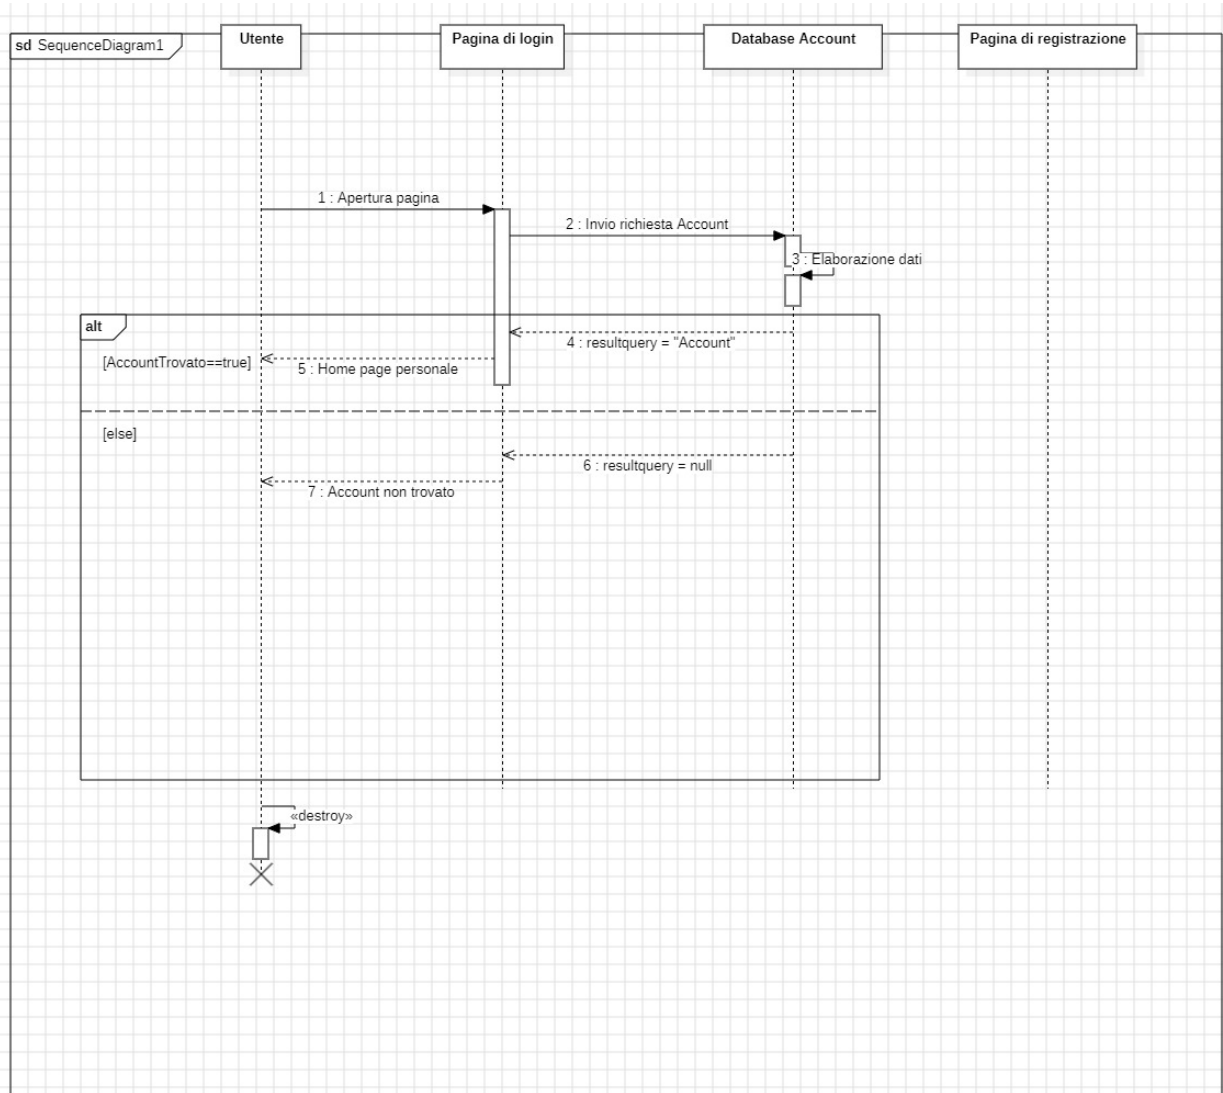 sd SequenceDiagram1
Utente
Pagina di login
Database Account
Pagina di registrazione
1 : Apertura pagina
2 : Invio richiesta Account
3 : Elaborazione dati
alt
4 : resultquery = "Account"
[AccountTrovato==true]
5 : Home page personale
[else]
6 : resultquery = null
7 : Account non trovato
«destroy»